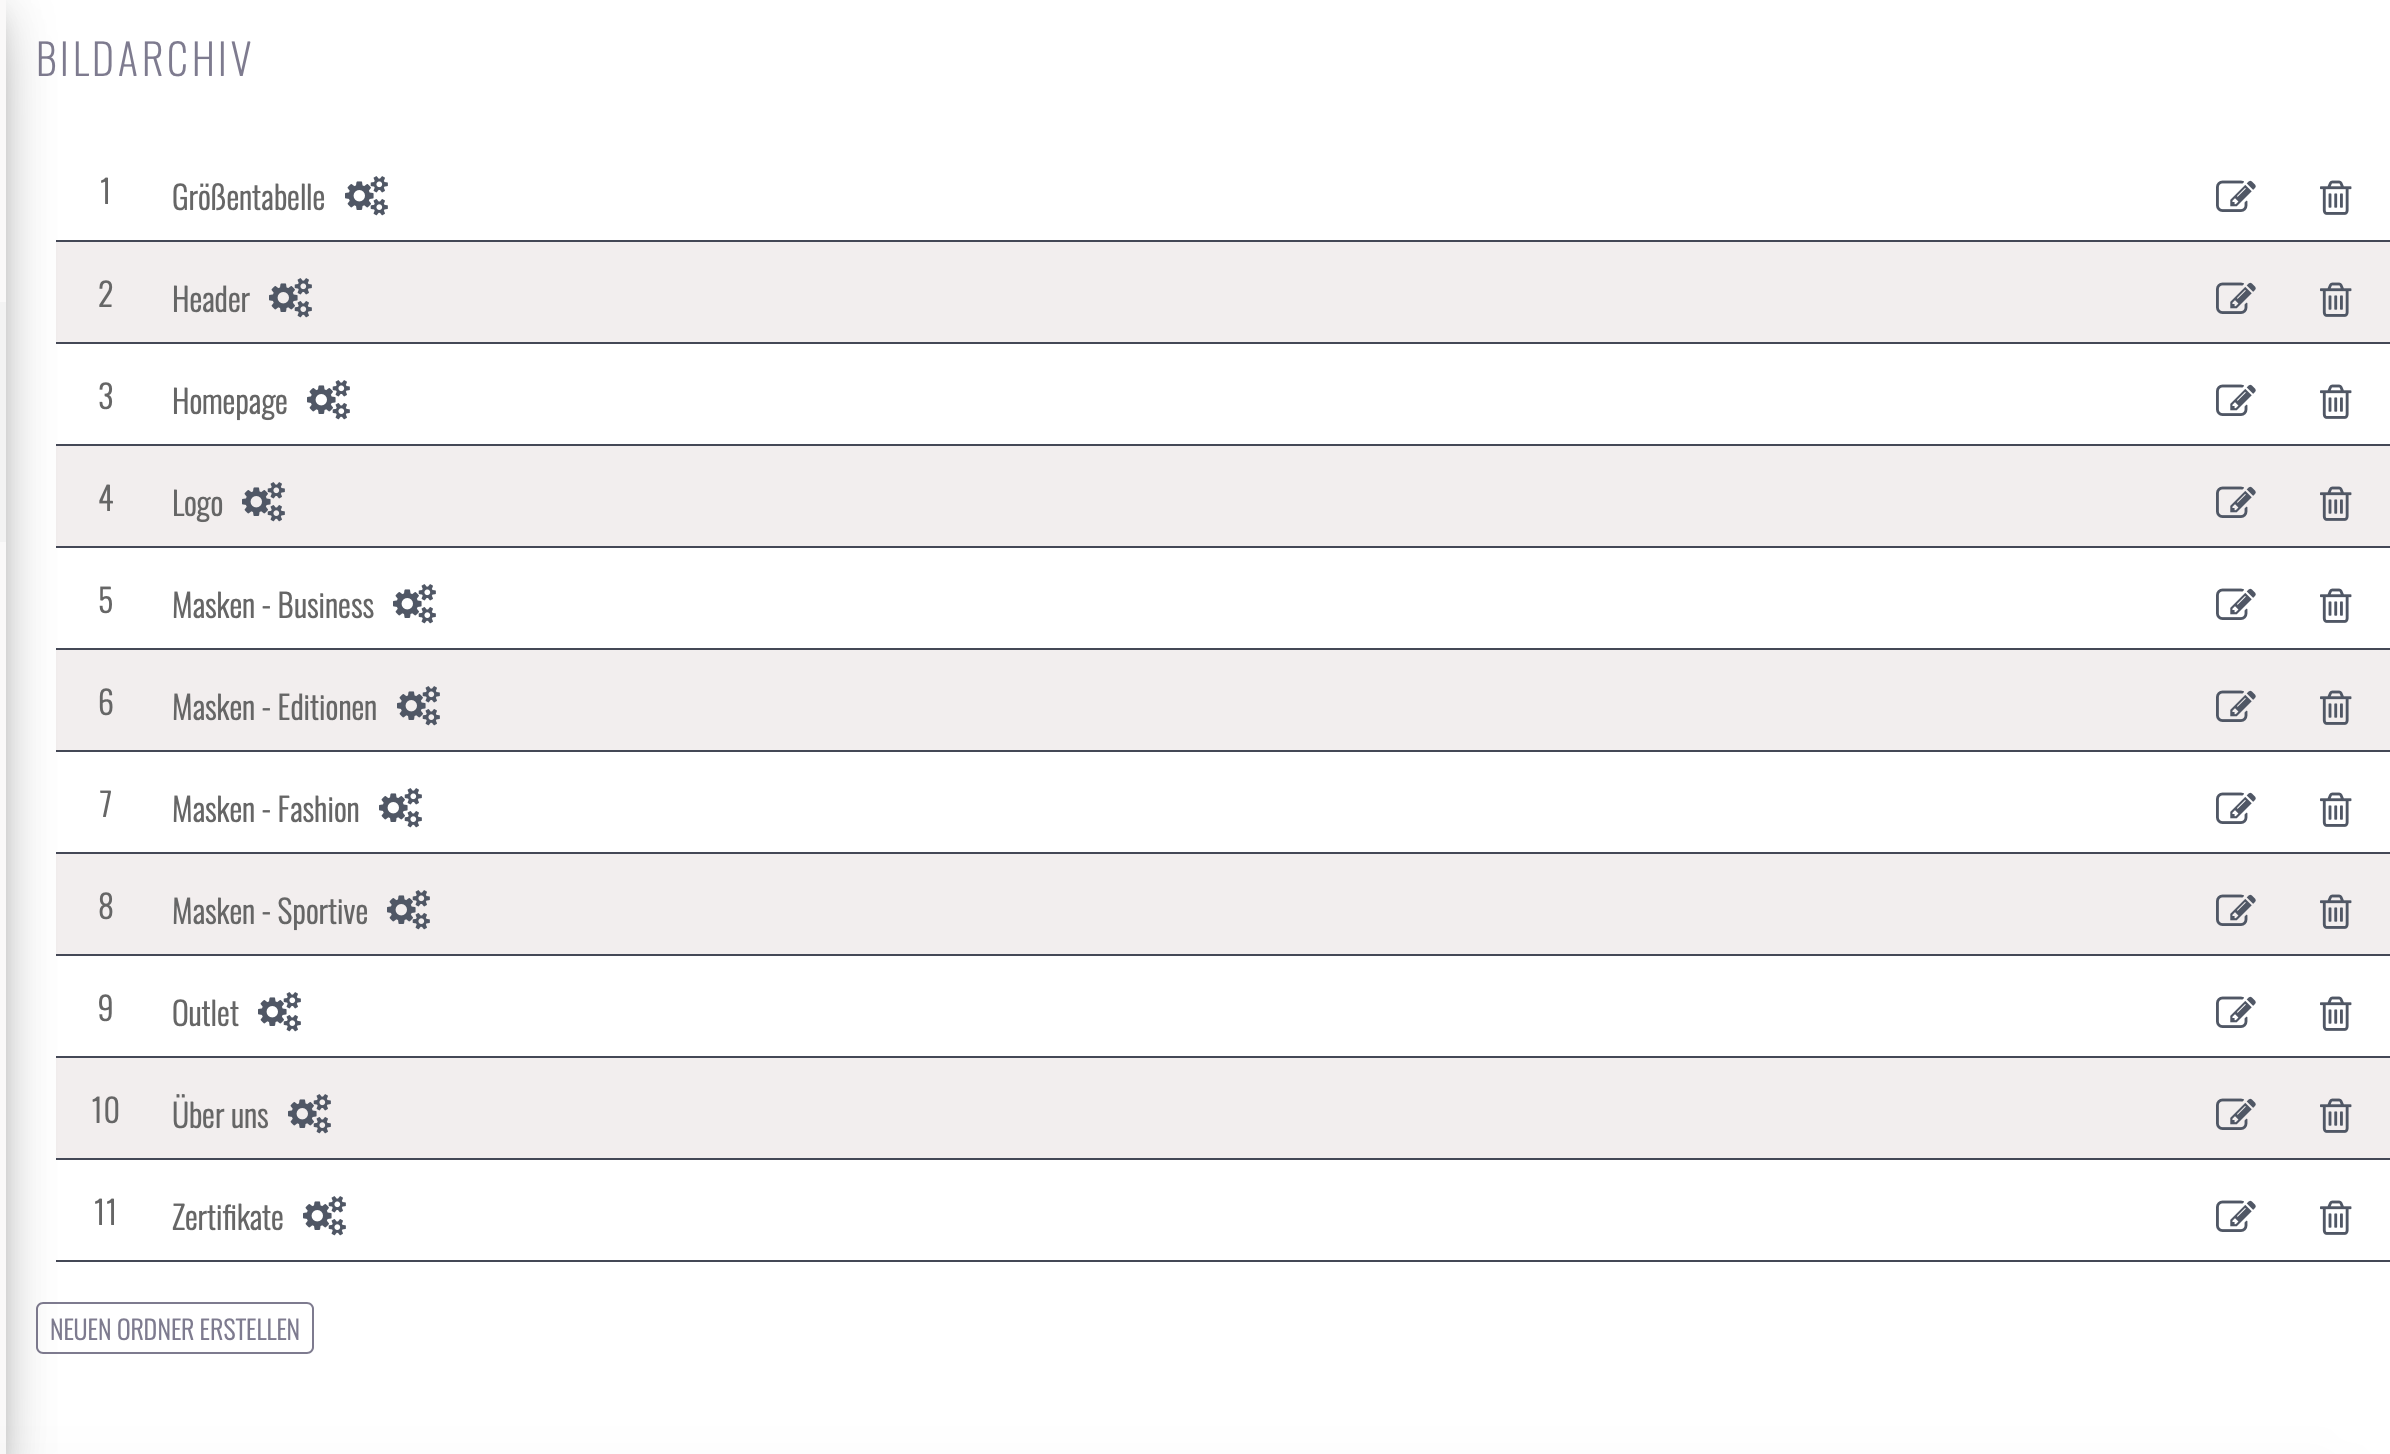 BILDARCHIV
1 Größentabelle
2 Header
3 Homepage
4 Logo
5 Masken - Business
6 Masken - Editionen
7 Masken - Fashion
8 Masken - Sportive
9 Outlet
10 Über uns
11 Zertifikate
NEUEN ORDNER ERSTELLEN